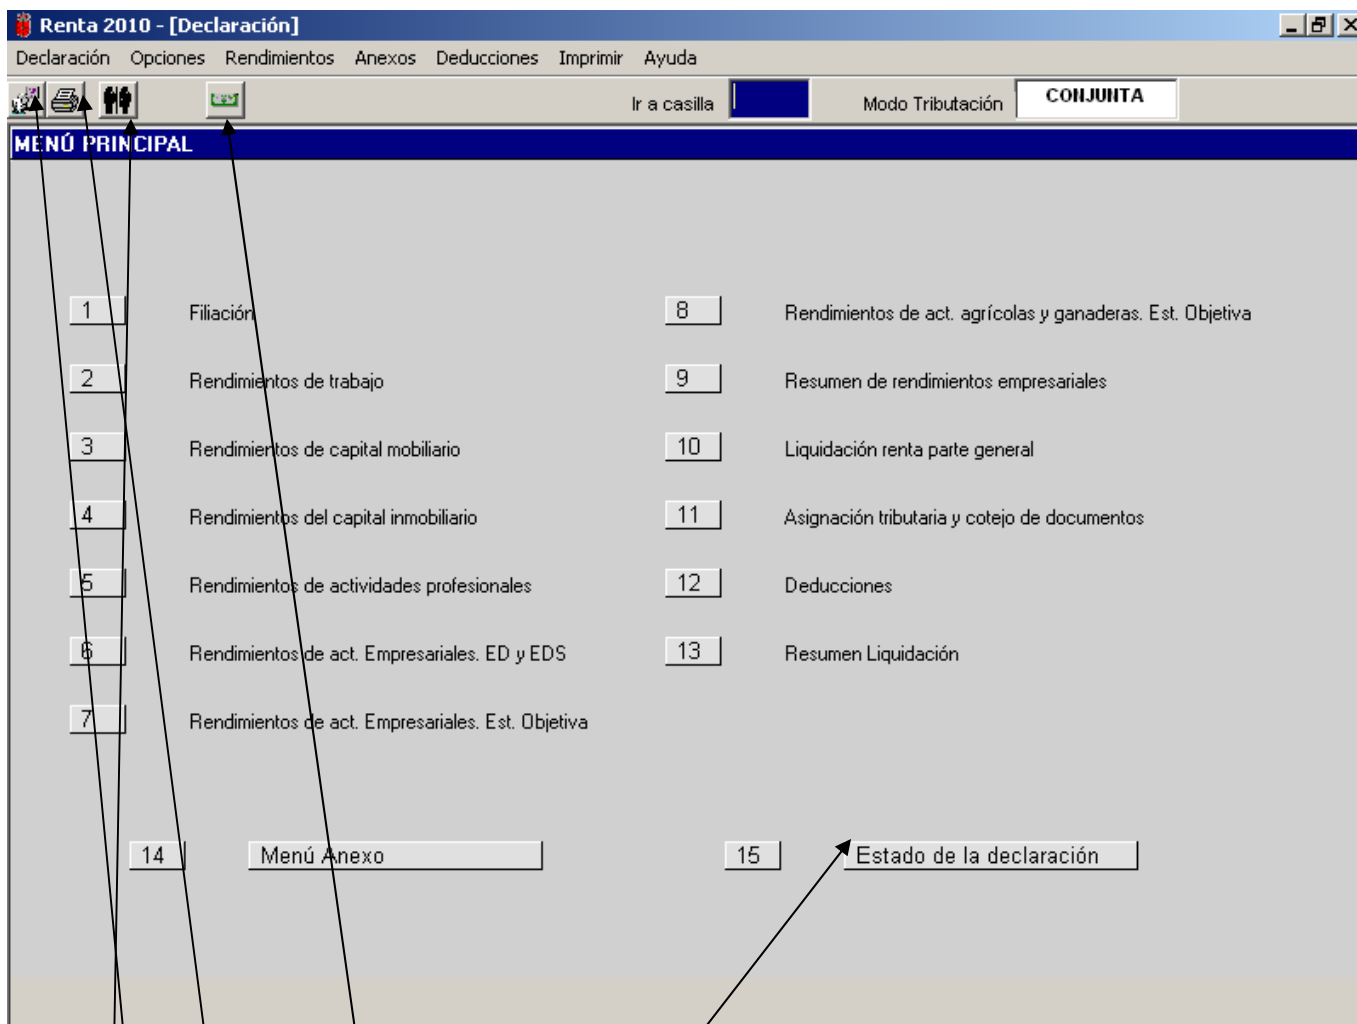 Renta 2010 - [Declaración]
Declaración Opciones Rendimientos Anexos Deducciones Imprimir Ayuda
Ir a casilla Modo Tributación CONJUNTA
MENÚ PRINCIPAL
1 Filiación
2 Rendimientos de trabajo
3 Rendimientos de capital mobiliario
4 Rendimientos del capital inmobiliario
5 Rendimientos de actividades profesionales
6 Rendimientos de act. Empresariales. ED y EDS
7 Rendimientos de act. Empresariales. Est. Objetiva
8 Rendimientos de act. agrícolas y ganaderas. Est. Objetiva
9 Resumen de rendimientos empresariales
10 Liquidación renta parte general
11 Asignación tributaria y cotejo de documentos
12 Deducciones
13 Resumen Liquidación
14 Menú Anexo
15 Estado de la declaración